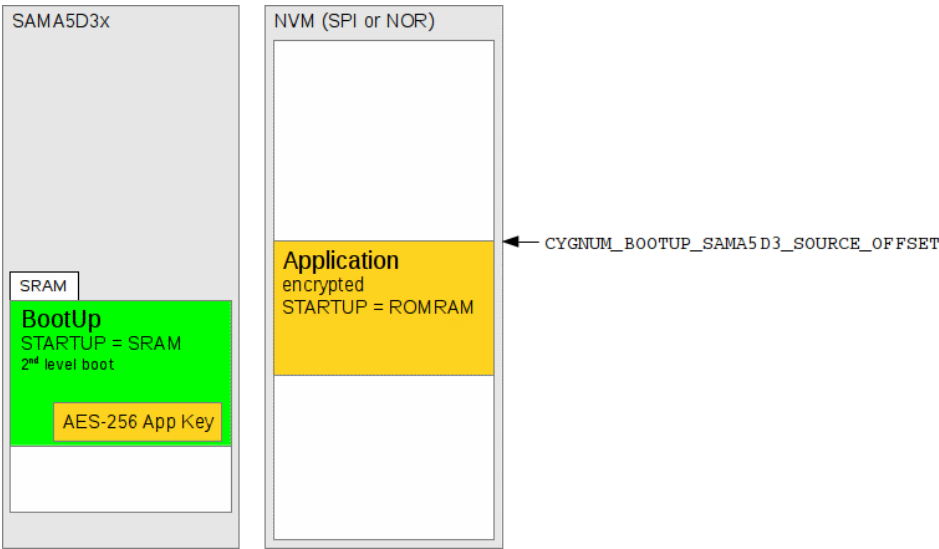 SAMA5D3x
SRAM
BootUp
STARTUP = SRAM
2nd level boot
AES-256 App Key
NVM (SPI or NOR)
Application
encrypted
STARTUP = ROMRAM
CYGNUM_BOOTUP_SAMA5D3_SOURCE_OFFSET